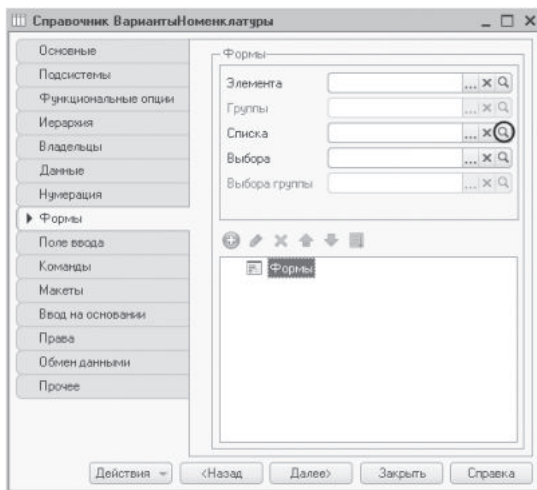 Справочник ВариантыНоменклатуры
Основные
Подсистемы
Функциональные опции
Иерархия
Владельцы
Данные
Нумерация
Формы
Поле ввода
Команды
Макеты
Ввод на основании
Права
Обмен данными
Прочее
Формы
Элемента
Группы
Списка
Выбора
Выбора группы
Формы
Действия
<Назад
Далее>
Закрыть
Справка